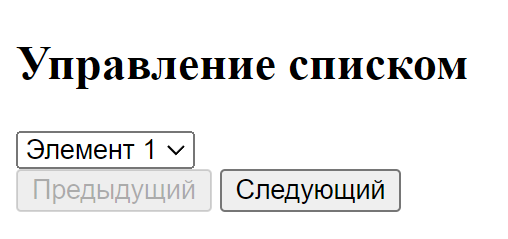 Управление списком
Элемент 1
Предыдущий Следующий